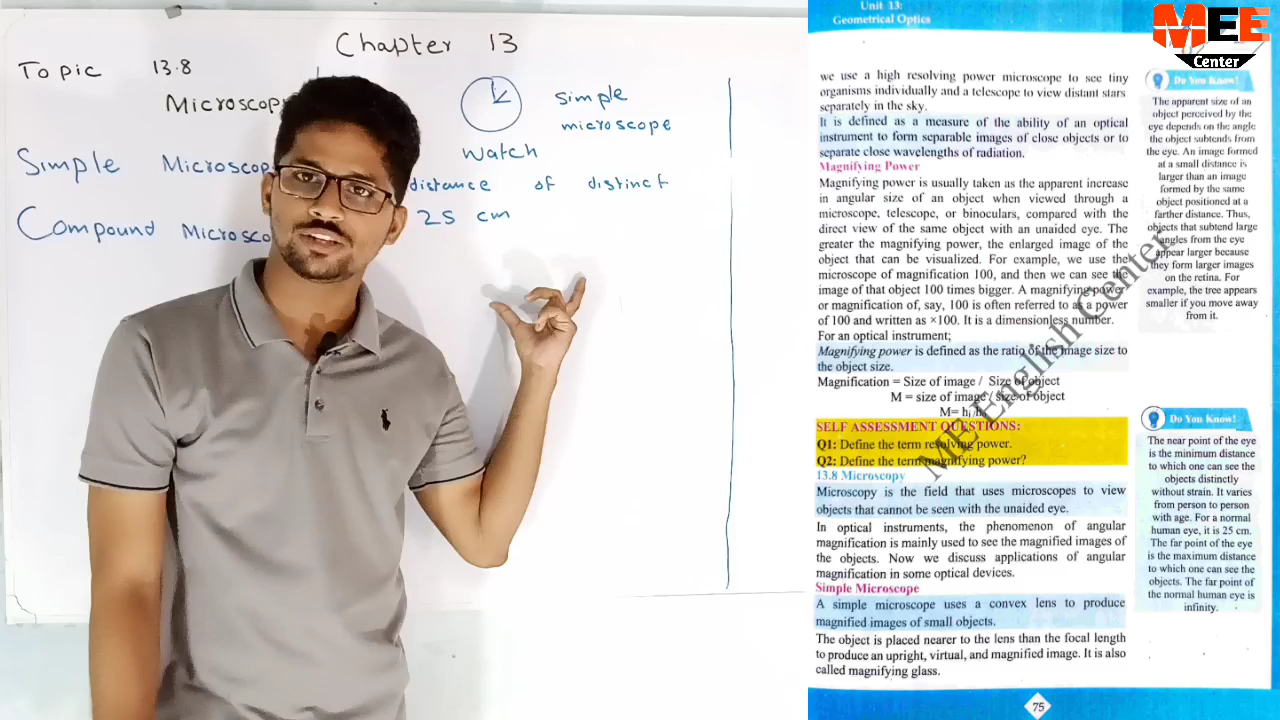 Chapter 13
Topic 13.8
Microscopy
simple
microscope
Watch
Simple Microscop
distance of distinct
Compound Microsco
25 cm
Unit 13:
Geometrical Optics
MEE
Center
we use a high resolving power microscope to see tiny
organisms individually and a telescope to view distant stars
separately in the sky.
It is defined as a measure of the ability of an optical
instrument to form separable images of close objects or to
separate close wavelengths of radiation.
Magnifying Power
Magnifying power is usually taken as the apparent increase
in angular size of an object when viewed through a
microscope, telescope, or binoculars, compared with the
direct view of the same object with an unaided eye. The
greater the magnifying power, the enlarged image of the
object that can be visualized. For example, we use the
microscope of magnification 100, and then we can see the
image of that object 100 times bigger. A magnifying power
or magnification of, say, 100 is often referred to as a power
of 100 and written as ×100. It is a dimensionless number.
For an optical instrument;
Magnifying power is defined as the ratio of the image size to
the object size.
Magnification = Size of image / Size of object
M = size of image / size of object
M= hᵢ/hₒ
SELF ASSESSMENT QUESTIONS:
Q1: Define the term resolving power.
Q2: Define the term magnifying power?
13.8 Microscopy
Microscopy is the field that uses microscopes to view
objects that cannot be seen with the unaided eye.
In optical instruments, the phenomenon of angular
magnification is mainly used to see the magnified images of
the objects. Now we discuss applications of angular
magnification in some optical devices.
Simple Microscope
A simple microscope uses a convex lens to produce
magnified images of small objects.
The object is placed nearer to the lens than the focal length
to produce an upright, virtual, and magnified image. It is also
called magnifying glass.
Do You Know!
The apparent size of an
object perceived by the
eye depends on the angle
the object subtends from
the eye. An image formed
at a small distance is
larger than an image
formed by the same
object positioned at a
farther distance. Thus,
objects that subtend large
angles from the eye
appear larger because
they form larger images
on the retina. For
example, the tree appears
smaller if you move away
from it.
Do You Know!
The near point of the eye
is the minimum distance
to which one can see the
objects distinctly
without strain. It varies
from person to person
with age. For a normal
human eye, it is 25 cm.
The far point of the eye
is the maximum distance
to which one can see the
objects. The far point of
the normal human eye is
infinity.
ME English Center
75